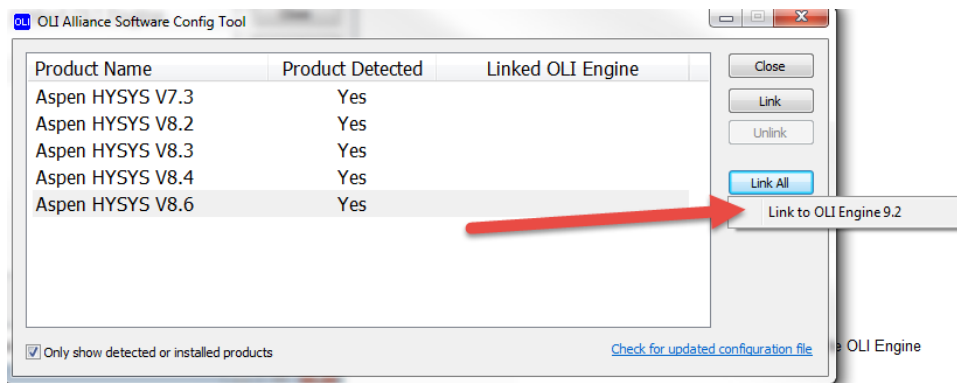 OLI OLI Alliance Software Config Tool
Product Name Product Detected Linked OLI Engine
Close
Aspen HYSYS V7.3 Yes
Link
Aspen HYSYS V8.2 Yes
Unlink
Aspen HYSYS V8.3 Yes
Aspen HYSYS V8.4 Yes
Link All
Aspen HYSYS V8.6 Yes
Link to OLI Engine 9.2
Only show detected or installed products
Check for updated configuration file
OLI Engine